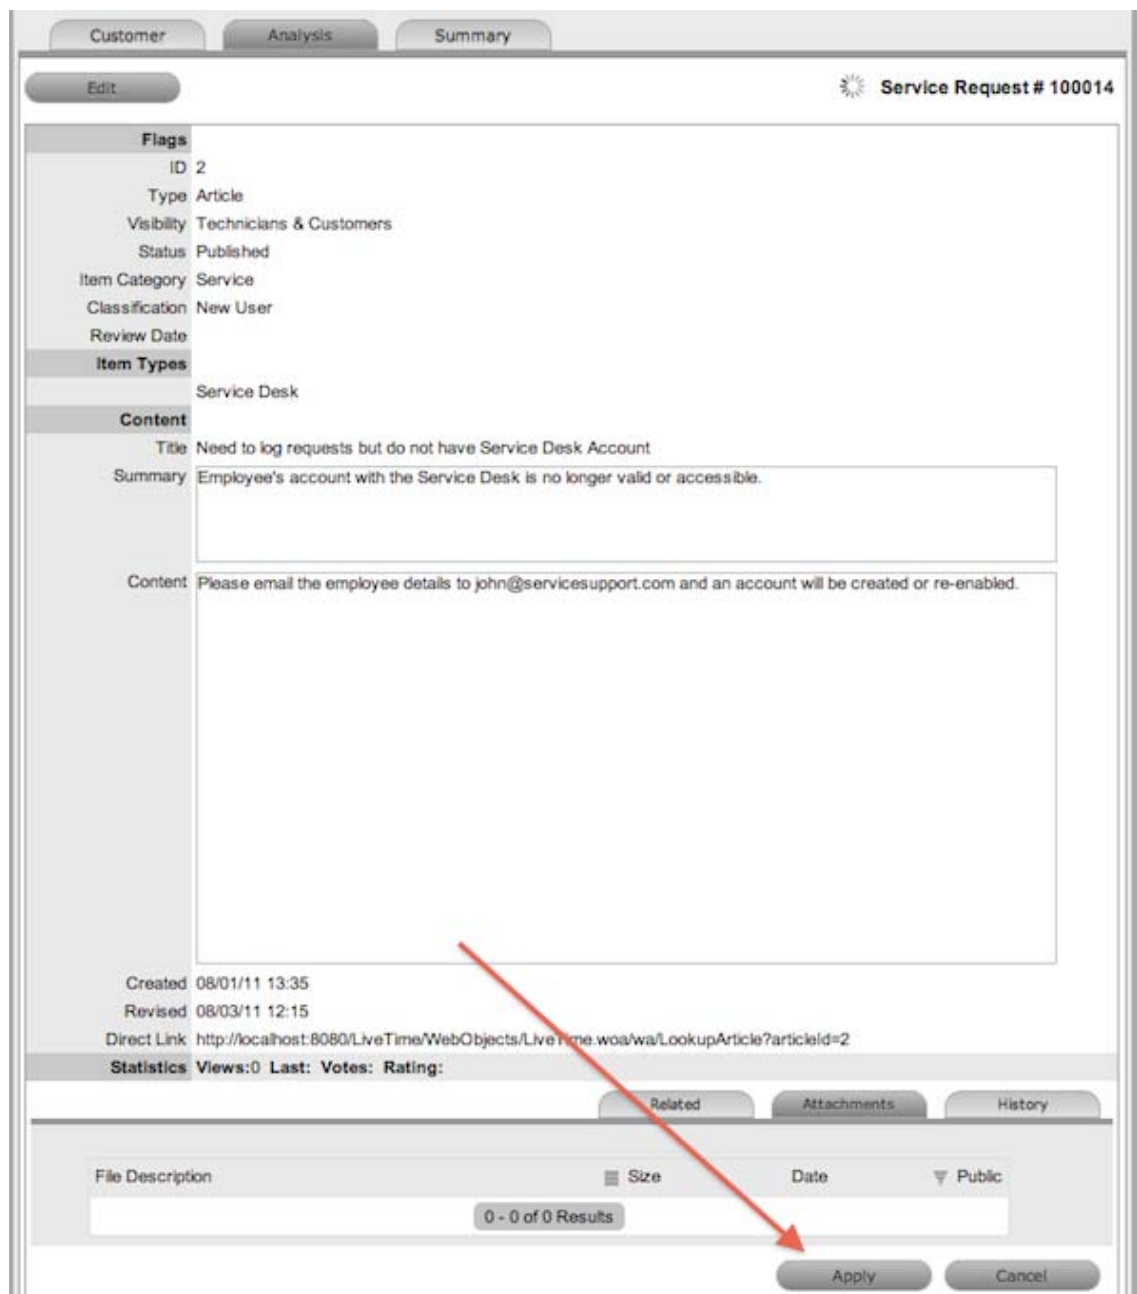 Customer Analysis Summary
Edit Service Request # 100014
Flags
ID 2
Type Article
Visibility Technicians & Customers
Status Published
Item Category Service
Classification New User
Review Date
Item Types
Service Desk
Content
Title Need to log requests but do not have Service Desk Account
Summary Employee's account with the Service Desk is no longer valid or accessible.
Content Please email the employee details to john@servicesupport.com and an account will be created or re-enabled.
Created 08/01/11 13:35
Revised 08/03/11 12:15
Direct Link http://localhost:8080/LiveTime/WebObjects/LiveTime.woa/wa/LookupArticle?articleId=2
Statistics Views:0 Last: Votes: Rating:
Related Attachments History
File Description Size Date Public
0 - 0 of 0 Results
Apply Cancel